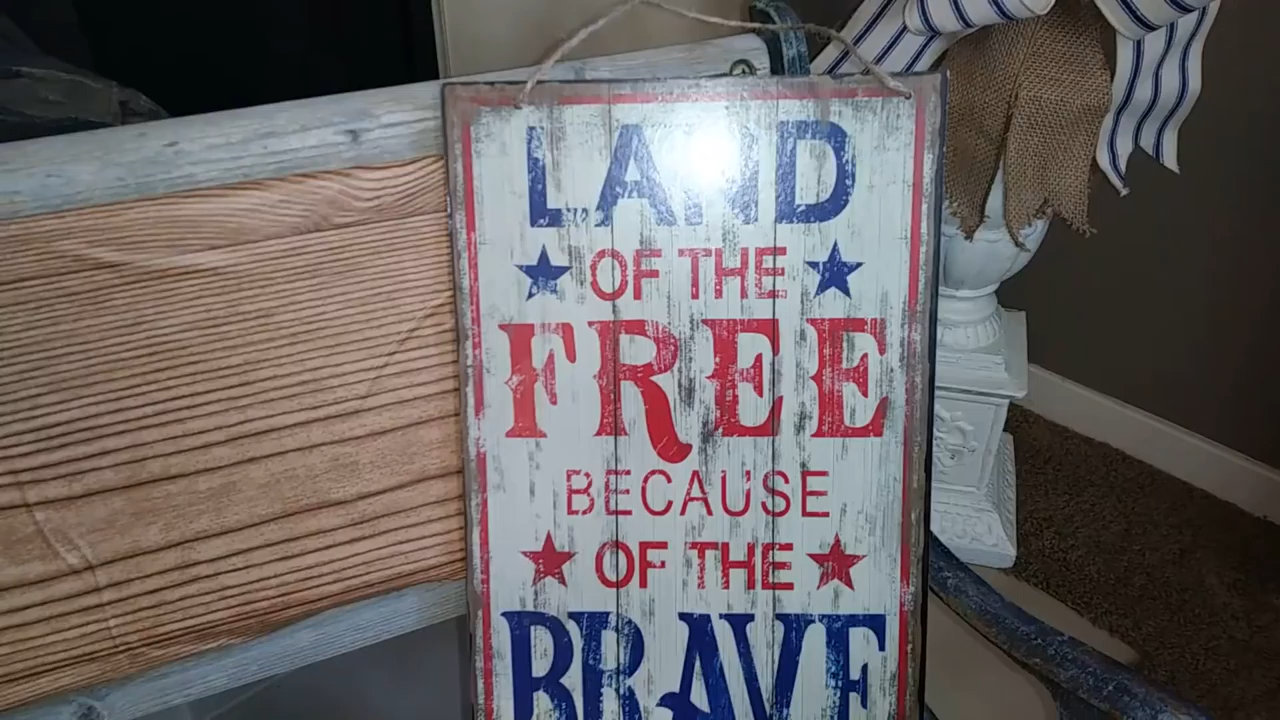 LAND
OF THE
FREE
BECAUSE
OF THE
BRAVE